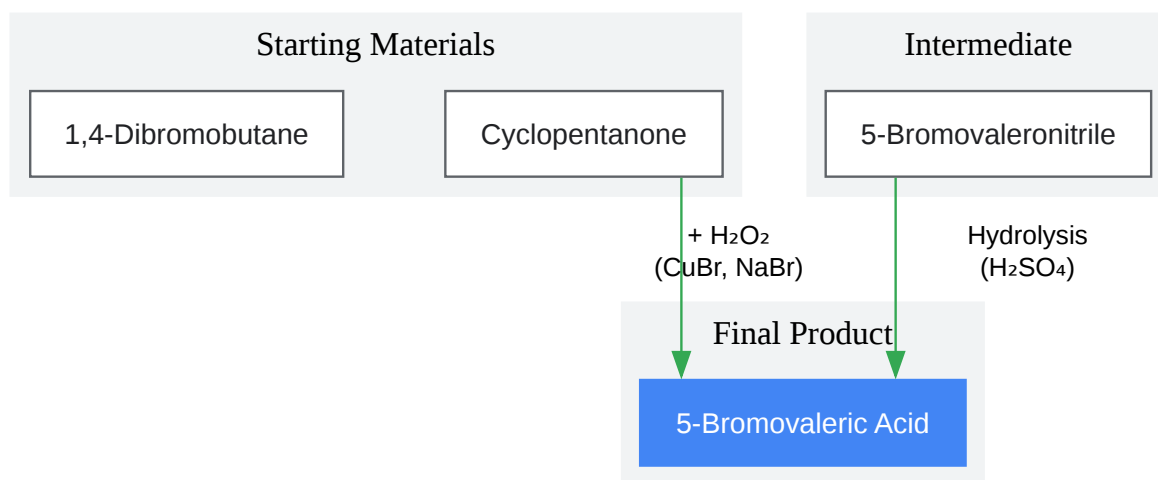 Starting Materials
Intermediate
1,4-Dibromobutane
Cyclopentanone
5-Bromovaleronitrile
+ H₂O₂
(CuBr, NaBr)
Hydrolysis
(H₂SO₄)
Final Product
5-Bromovaleric Acid